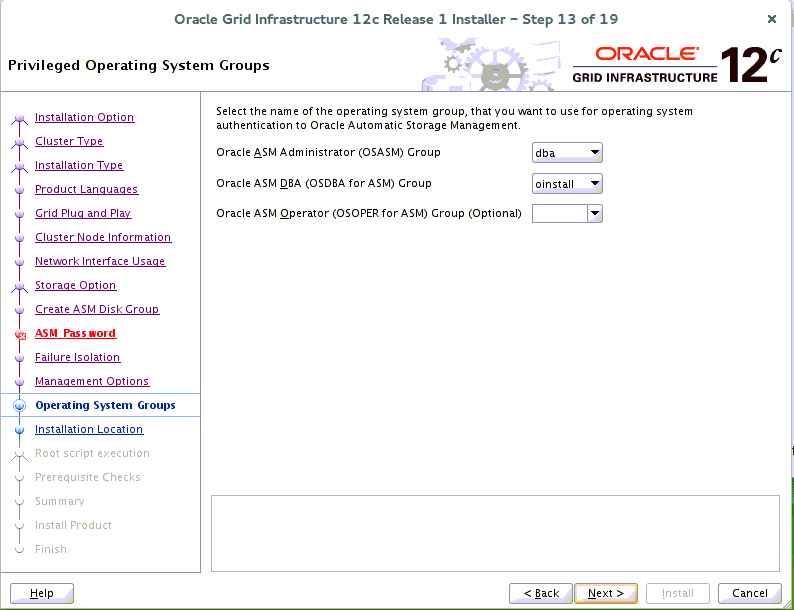 Oracle Grid Infrastructure 12c Release 1 Installer – Step 13 of 19
Privileged Operating System Groups
ORACLE
GRID INFRASTRUCTURE
12c
Installation Option
Cluster Type
Installation Type
Product Languages
Grid Plug and Play
Cluster Node Information
Network Interface Usage
Storage Option
Create ASM Disk Group
ASM Password
Failure Isolation
Management Options
Operating System Groups
Installation Location
Root script execution
Prerequisite Checks
Summary
Install Product
Finish
Select the name of the operating system group, that you want to use for operating system
authentication to Oracle Automatic Storage Management.
Oracle ASM Administrator (OSASM) Group dba
Oracle ASM DBA (OSDBA for ASM) Group oinstall
Oracle ASM Operator (OSOPER for ASM) Group (Optional)
Help < Back Next > Install Cancel